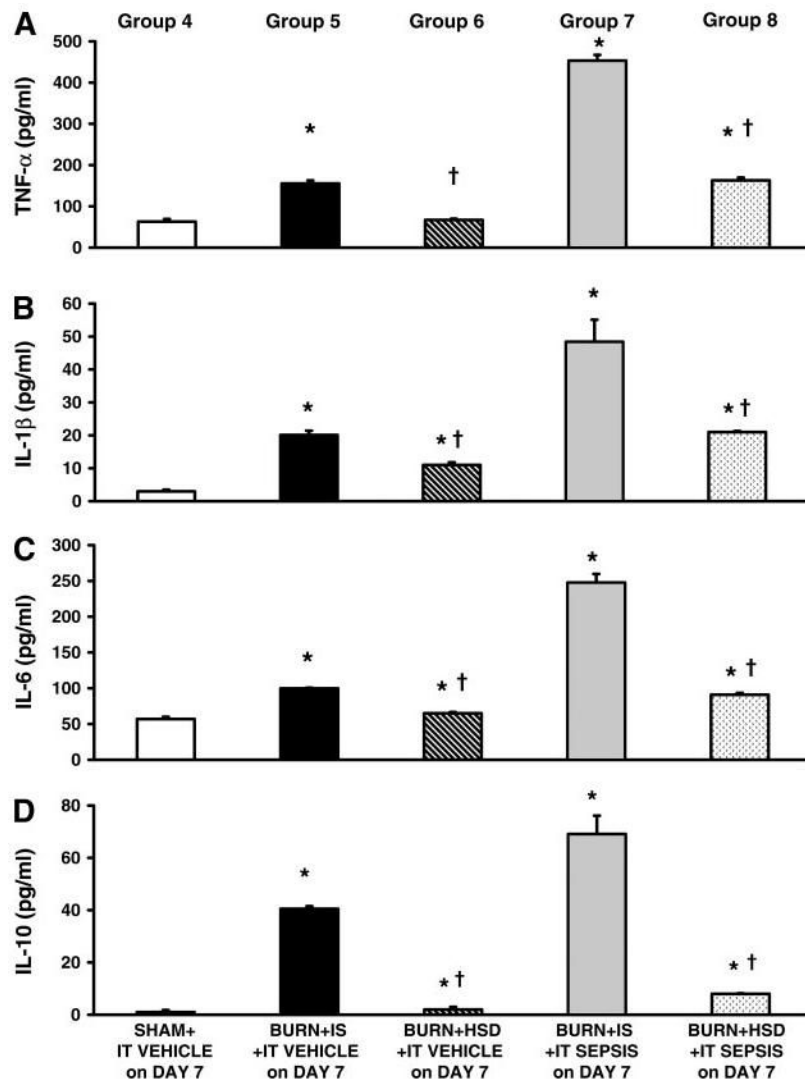 A
Group 4 Group 5 Group 6 Group 7 Group 8
TNF-α (pg/ml)
500
400
300
200
100
0
*
†
*
* †
B
IL-1β (pg/ml)
60
50
40
30
20
10
0
*
* †
*
* †
C
IL-6 (pg/ml)
300
250
200
150
100
50
0
*
* †
*
* †
D
IL-10 (pg/ml)
80
60
40
20
0
*
* †
*
* †
SHAM+
IT VEHICLE
on DAY 7
BURN+IS
+IT VEHICLE
on DAY 7
BURN+HSD
+IT VEHICLE
on DAY 7
BURN+IS
+IT SEPSIS
on DAY 7
BURN+HSD
+IT SEPSIS
on DAY 7